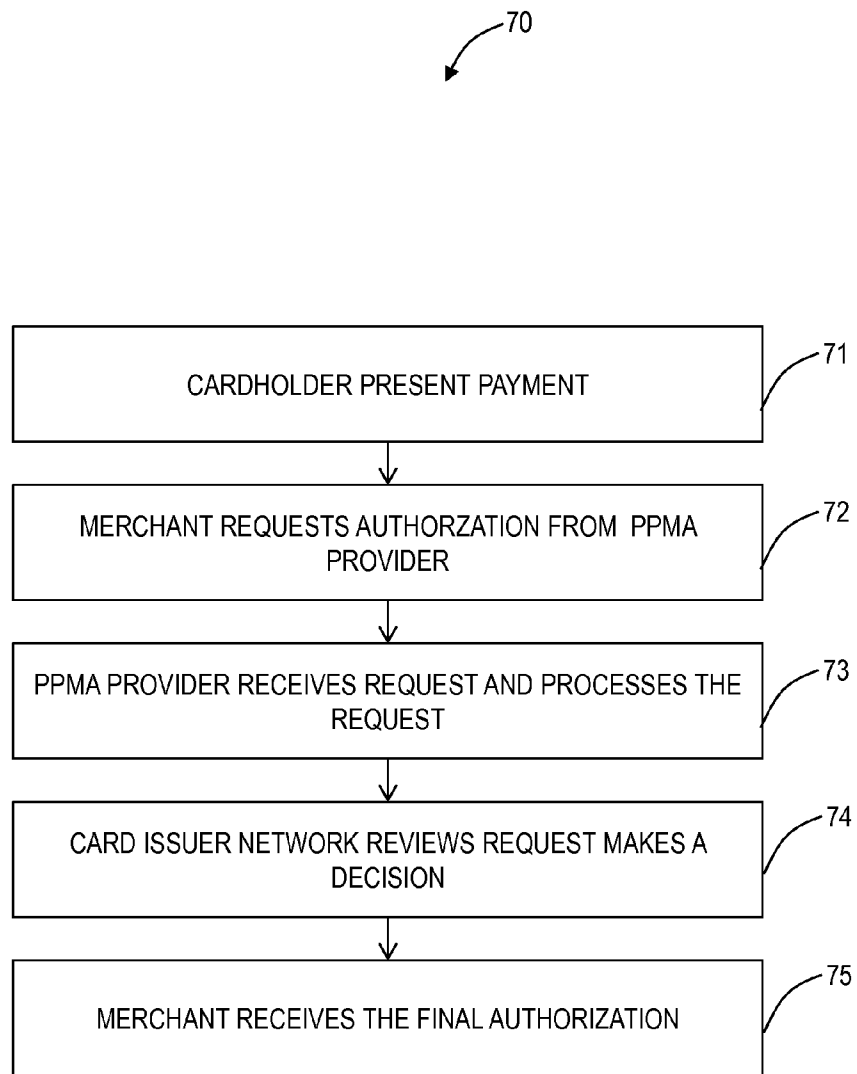 70
CARDHOLDER PRESENT PAYMENT
71
MERCHANT REQUESTS AUTHORZATION FROM PPMA
PROVIDER
72
PPMA PROVIDER RECEIVES REQUEST AND PROCESSES THE
REQUEST
73
CARD ISSUER NETWORK REVIEWS REQUEST MAKES A
DECISION
74
MERCHANT RECEIVES THE FINAL AUTHORIZATION
75